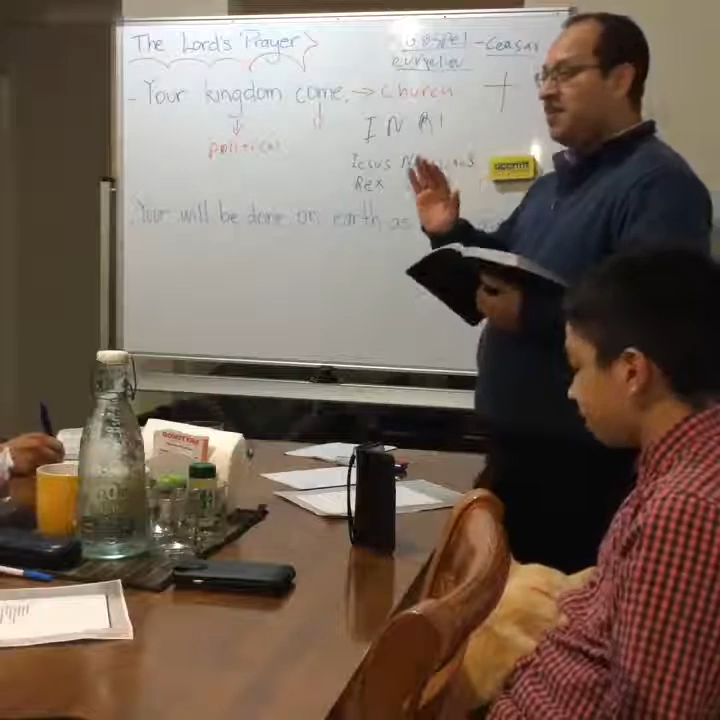 The Lord's Prayer
Gospel - Ceasar
euryelion
- Your kingdom come. → Church
I N R I
Political
Iesus
Rex
Your will be done on earth as